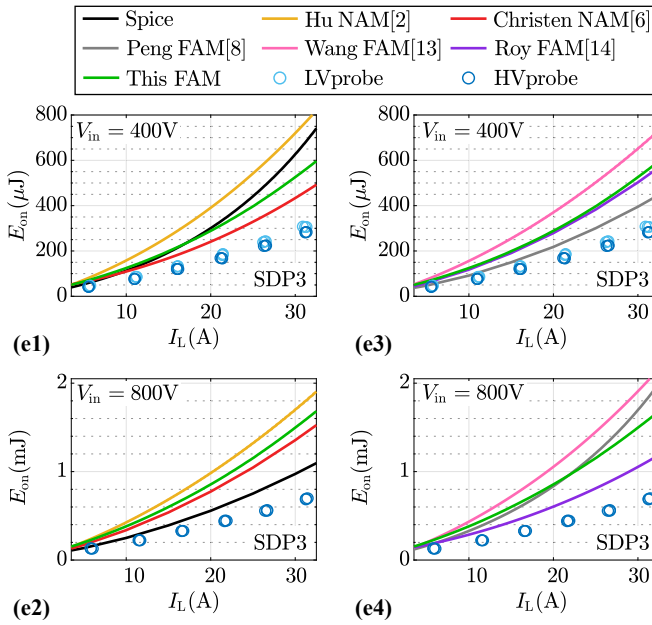 Spice Hu NAM[2] Christen NAM[6]
Peng FAM[8] Wang FAM[13] Roy FAM[14]
This FAM LVprobe HVprobe
800
600
400
200
0
E_on(μJ)
V_in = 400V
SDP3
10 20 30
I_L(A)
(e1)
800
600
400
200
0
E_on(μJ)
V_in = 400V
SDP3
10 20 30
I_L(A)
(e3)
2
1
0
E_on(mJ)
V_in = 800V
SDP3
10 20 30
I_L(A)
(e2)
2
1
0
E_on(mJ)
V_in = 800V
SDP3
10 20 30
I_L(A)
(e4)